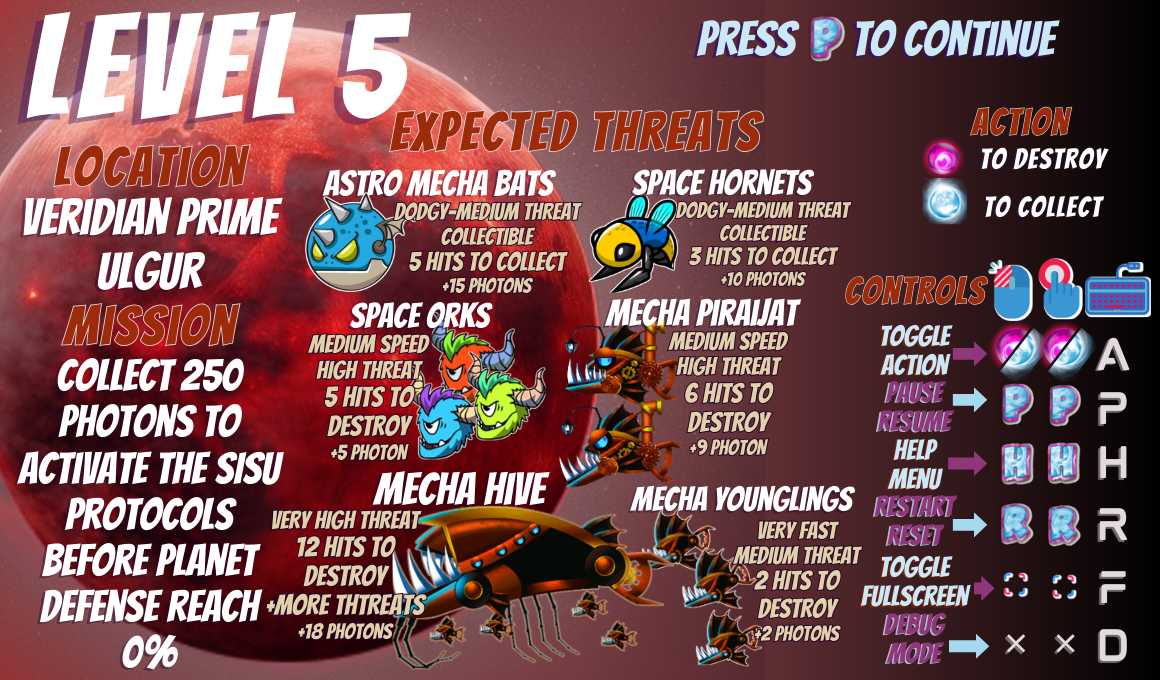 LEVEL 5
PRESS P TO CONTINUE
LOCATION
VERIDIAN PRIME
ULGUR
MISSION
COLLECT 250
PHOTONS TO
ACTIVATE THE SISU
PROTOCOLS
BEFORE PLANET
DEFENSE REACH
0%
EXPECTED THREATS
ASTRO MECHA BATS
DODGY-MEDIUM THREAT
COLLECTIBLE
5 HITS TO COLLECT
+15 PHOTONS
SPACE HORNETS
DODGY-MEDIUM THREAT
COLLECTIBLE
3 HITS TO COLLECT
+10 PHOTONS
SPACE ORKS
MEDIUM SPEED
HIGH THREAT
5 HITS TO
DESTROY
+5 PHOTON
MECHA PIRAIJAT
MEDIUM SPEED
HIGH THREAT
6 HITS TO
DESTROY
+9 PHOTON
MECHA HIVE
VERY HIGH THREAT
12 HITS TO
DESTROY
+MORE THTREATS
+18 PHOTONS
MECHA YOUNGLINGS
VERY FAST
MEDIUM THREAT
2 HITS TO
DESTROY
+2 PHOTONS
ACTION
TO DESTROY
TO COLLECT
CONTROLS
TOGGLE
ACTION
A
PAUSE
RESUME
P P P
HELP
MENU
H H H
RESTART
RESET
R R R
TOGGLE
FULLSCREEN
F
DEBUG
MODE
D